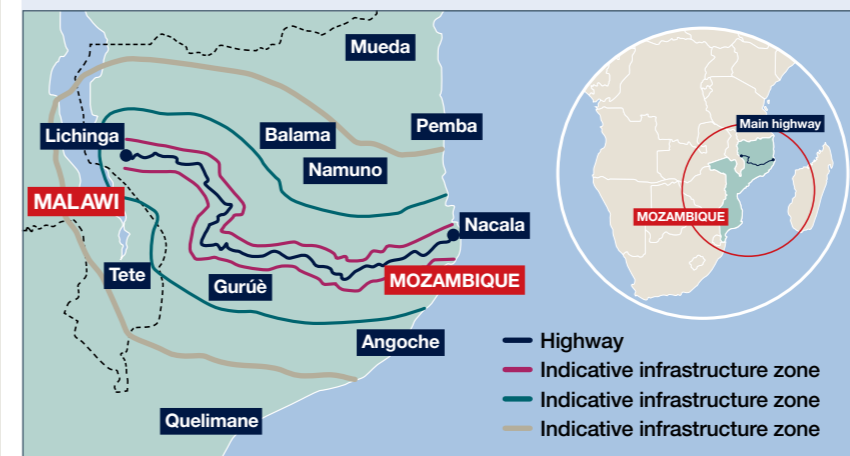 Mueda
Pemba
Balama
Lichinga
Namuno
MALAWI
Nacala
Tete
Gurúè
MOZAMBIQUE
Angoche
Quelimane
Main highway
MOZAMBIQUE
Highway
Indicative infrastructure zone
Indicative infrastructure zone
Indicative infrastructure zone